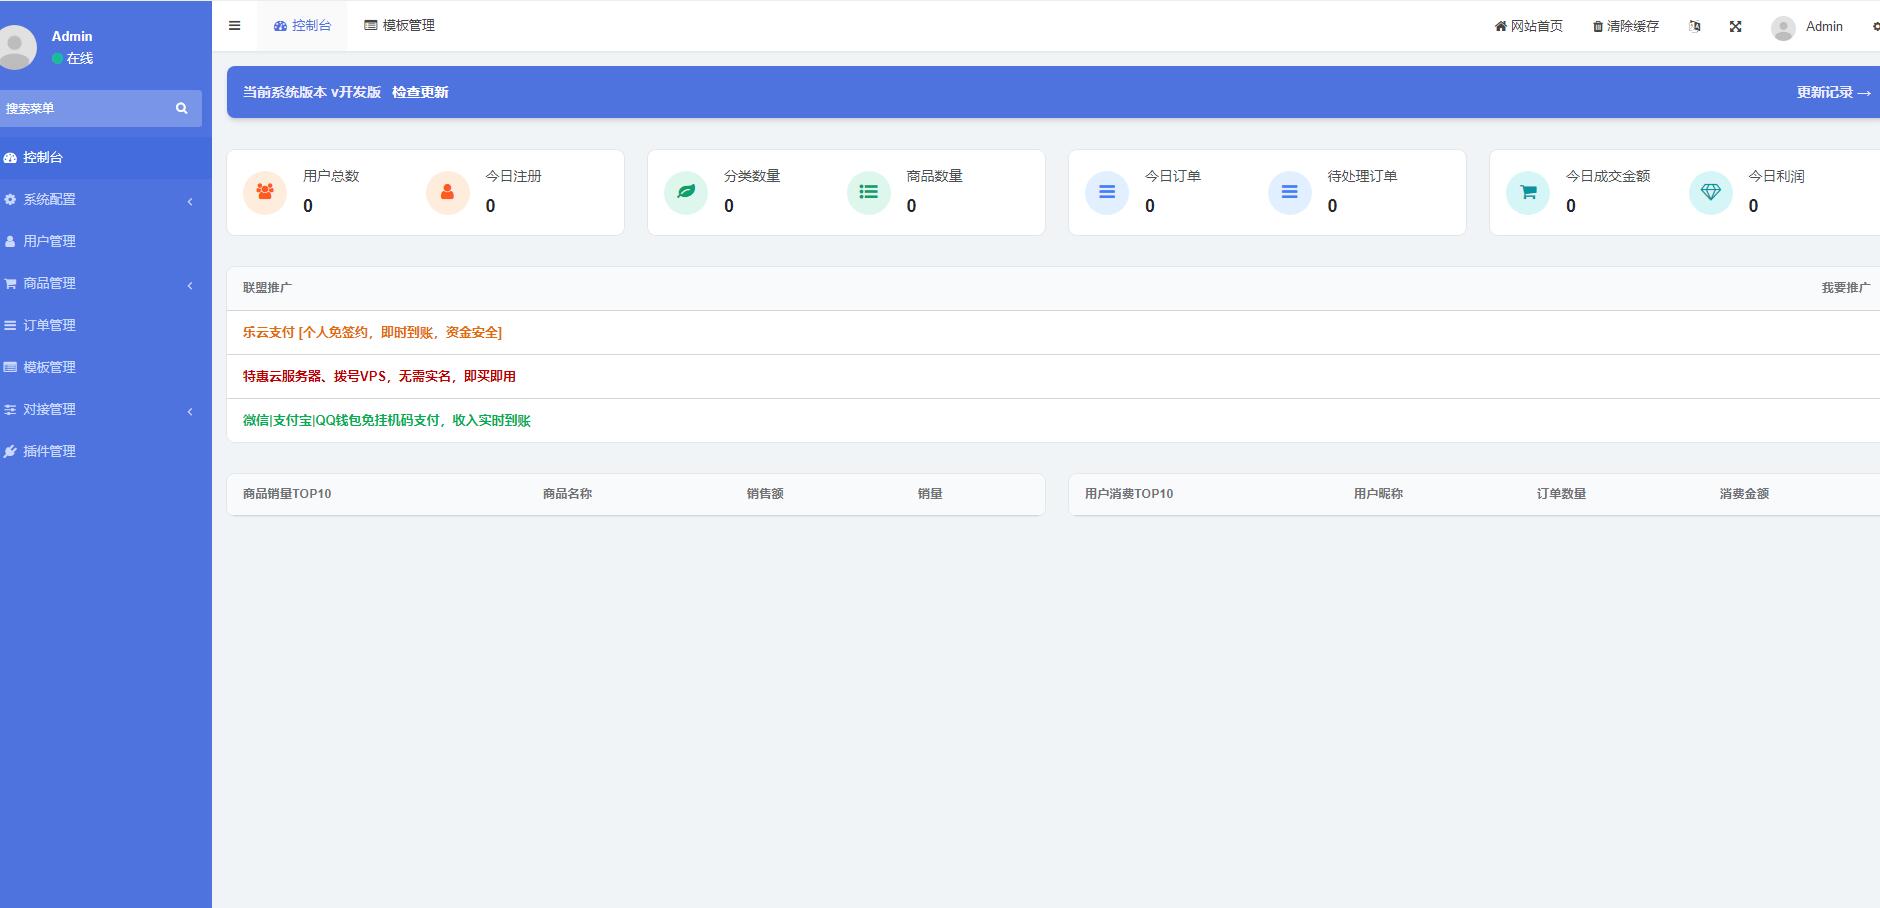 Admin
在线
搜索菜单
控制台
系统配置
用户管理
商品管理
订单管理
模板管理
对接管理
插件管理
控制台 模板管理 网站首页 清除缓存 Admin
当前系统版本 v开发版 检查更新 更新记录 →
用户总数 今日注册 分类数量 商品数量 今日订单 待处理订单 今日成交金额 今日利润
0 0 0 0 0 0 0 0
联盟推广 我要推广
乐云支付 [个人免签约，即时到账，资金安全]
特惠云服务器、拨号VPS，无需实名，即买即用
微信|支付宝|QQ钱包免挂机码支付，收入实时到账
商品销量TOP10 商品名称 销售额 销量 用户消费TOP10 用户昵称 订单数量 消费金额